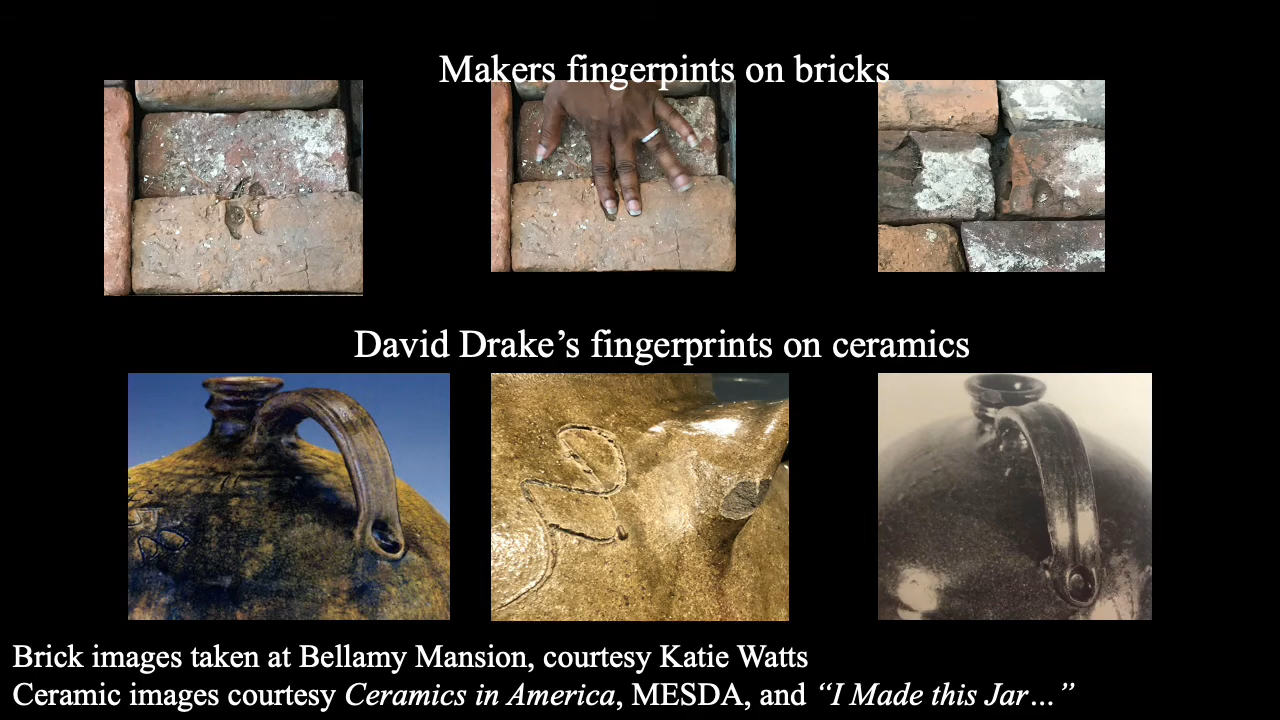 Makers fingerpints on bricks
David Drake’s fingerprints on ceramics
Brick images taken at Bellamy Mansion, courtesy Katie Watts
Ceramic images courtesy Ceramics in America, MESDA, and “I Made this Jar…”